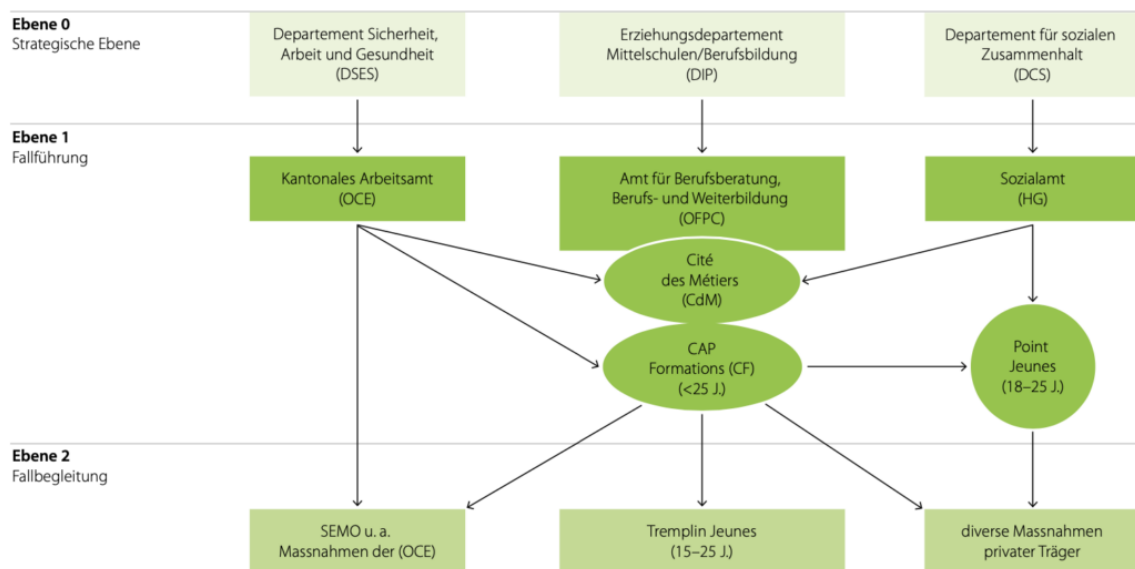 Ebene 0
Strategische Ebene
Departement Sicherheit,
Arbeit und Gesundheit
(DSES)
Erziehungsdepartement
Mittelschulen/Berufsbildung
(DIP)
Departement für sozialen
Zusammenhalt
(DCS)
Ebene 1
Fallführung
Kantonales Arbeitsamt
(OCE)
Amt für Berufsberatung,
Berufs- und Weiterbildung
(OFPC)
Sozialamt
(HG)
Cité
des Métiers
(CdM)
CAP
Formations (CF)
(<25 J.)
Point
Jeunes
(18–25 J.)
Ebene 2
Fallbegleitung
SEMO u. a.
Massnahmen der (OCE)
Tremplin Jeunes
(15–25 J.)
diverse Massnahmen
privater Träger